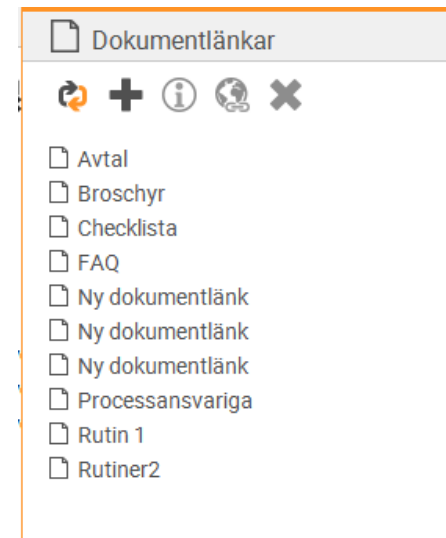 Dokumentlänkar
Avtal
Broschyr
Checklista
FAQ
Ny dokumentlänk
Ny dokumentlänk
Ny dokumentlänk
Processansvariga
Rutin 1
Rutiner2